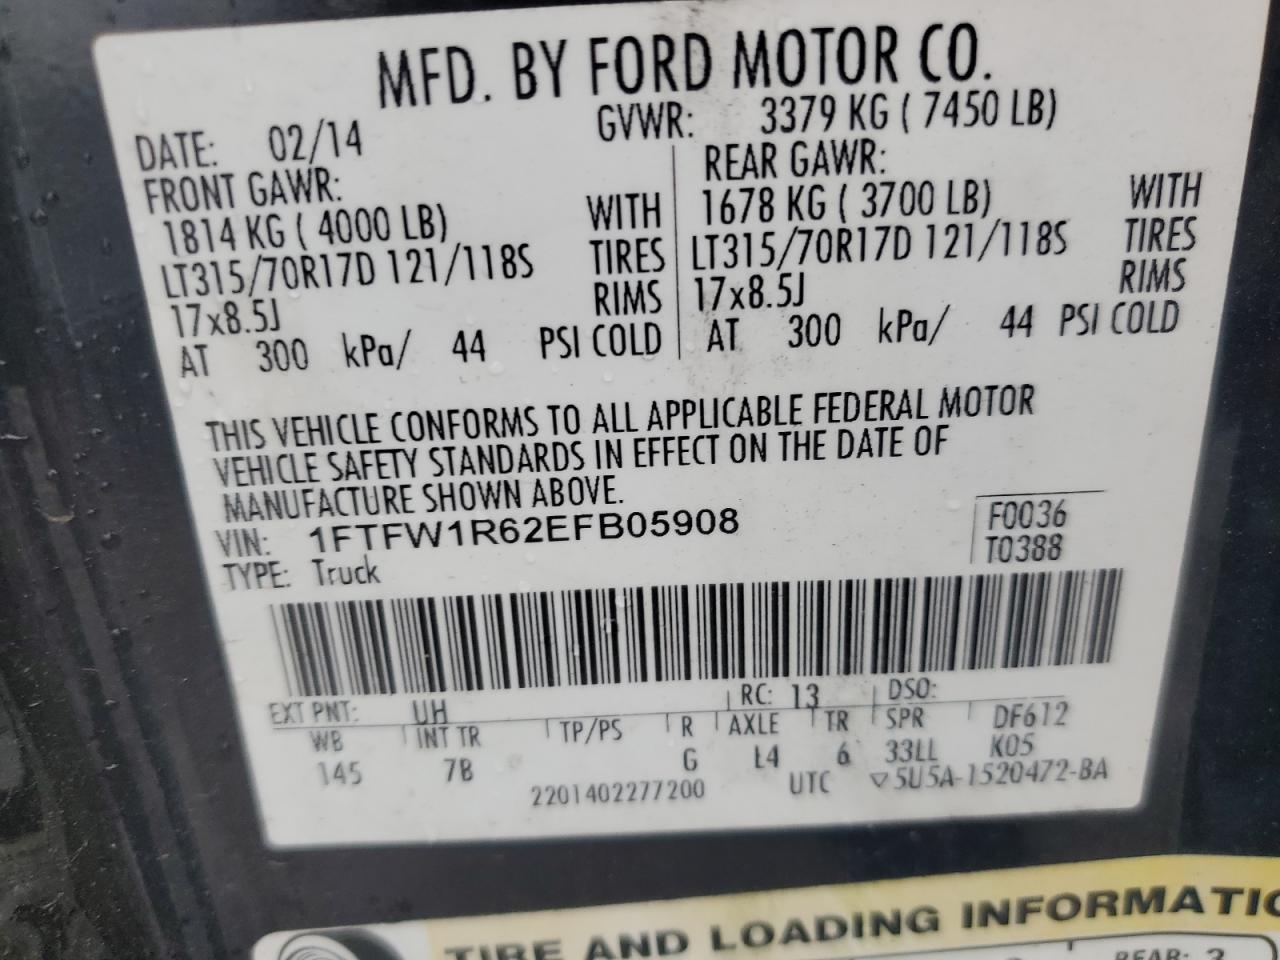 MFD. BY FORD MOTOR CO.
DATE: 02/14 GVWR: 3379 KG ( 7450 LB)
FRONT GAWR: REAR GAWR:
1814 KG ( 4000 LB) WITH 1678 KG ( 3700 LB) WITH
LT315/70R17D 121/118S TIRES LT315/70R17D 121/118S TIRES
17x8.5J RIMS 17x8.5J RIMS
AT 300 kPa/ 44 PSI COLD AT 300 kPa/ 44 PSI COLD
THIS VEHICLE CONFORMS TO ALL APPLICABLE FEDERAL MOTOR
VEHICLE SAFETY STANDARDS IN EFFECT ON THE DATE OF
MANUFACTURE SHOWN ABOVE.
VIN: 1FTFW1R62EFB05908 F0036
TYPE: Truck T0388
EXT PNT: UH RC: 13 DSO:
WB INT TR TP/PS R AXLE TR SPR DF612
145 7B G L4 6 33LL K05
2201402277200 UTC ▽5U5A-1520472-BA
TIRE AND LOADING INFORMATIO
REAR: